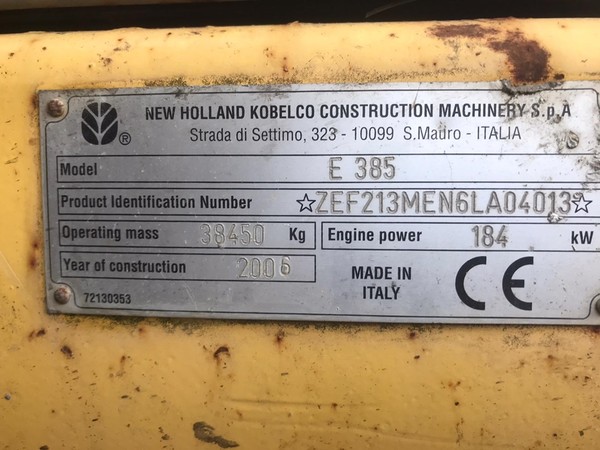 NEW HOLLAND KOBELCO CONSTRUCTION MACHINERY S.p.A
®
Strada di Settimo, 323 - 10099 S.Mauro - ITALIA
Model E 385
Product Identification Number ☆ZEF213MEN6LA04013☆
Operating mass 38450 Kg Engine power 184 kW
Year of construction 2006
MADE IN
ITALY
CE
72130353